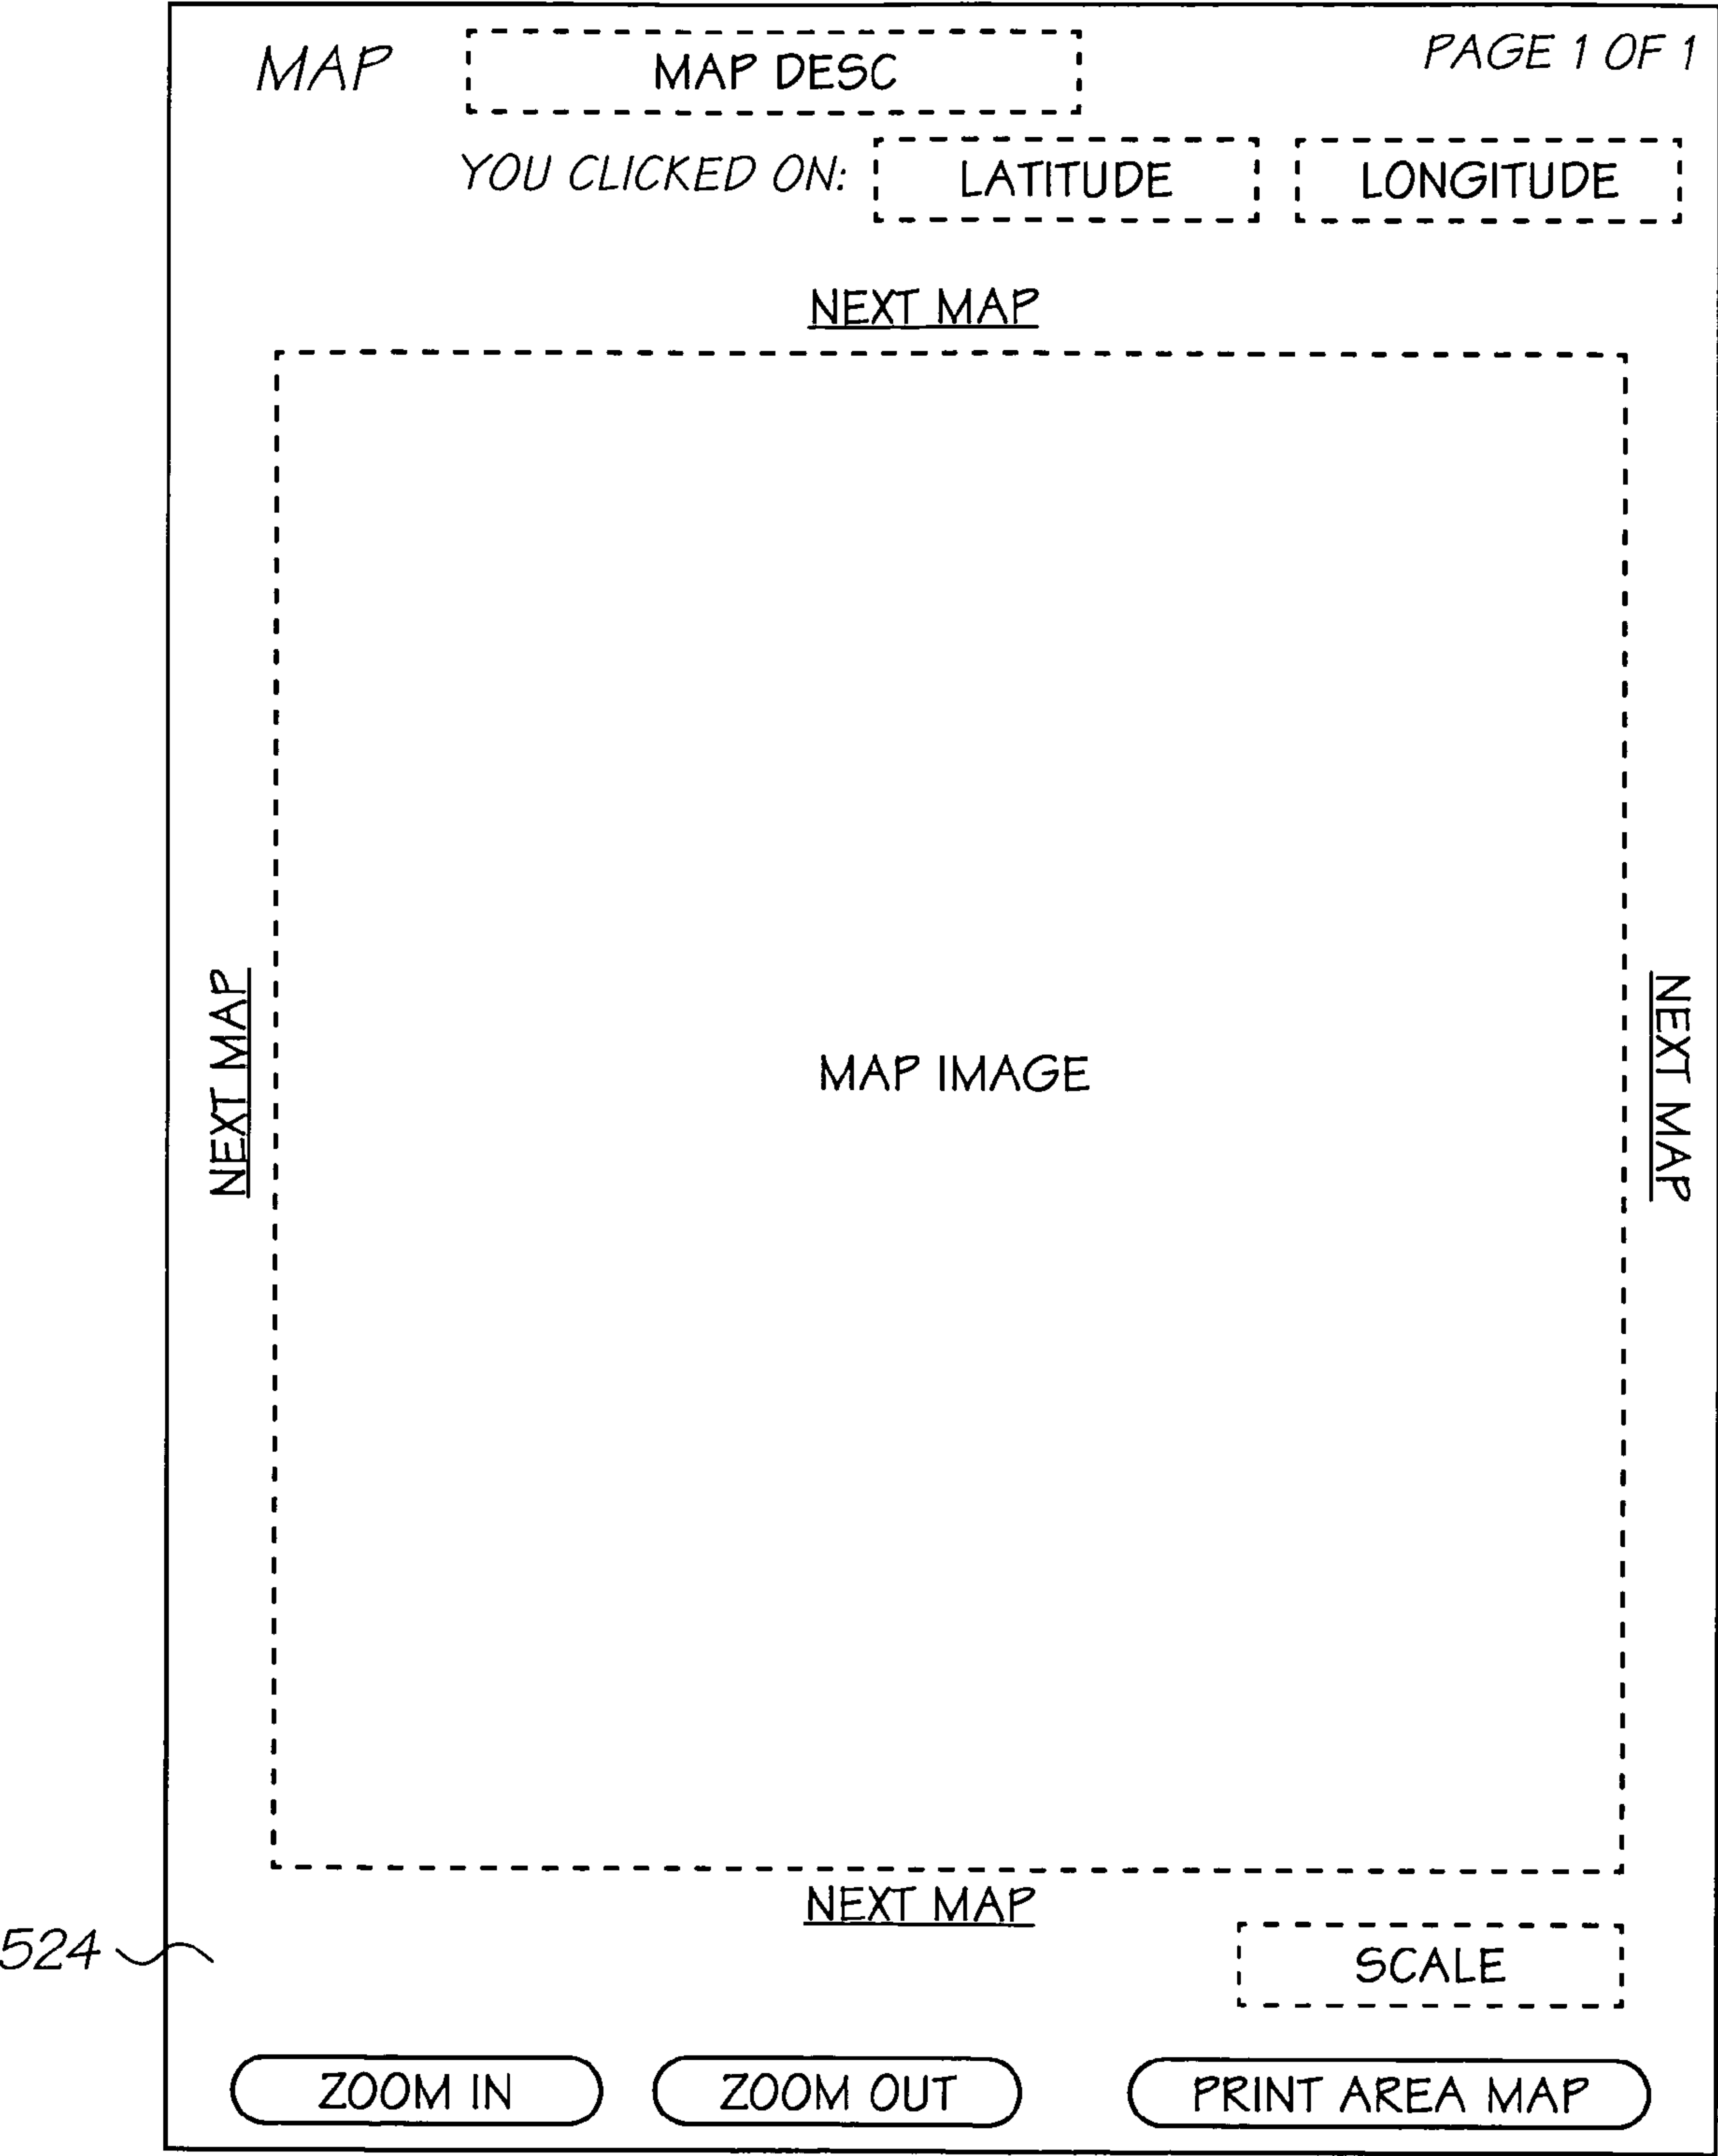 MAP MAP DESC PAGE 1 OF 1
YOU CLICKED ON: LATITUDE LONGITUDE
NEXT MAP
NEXT MAP
MAP IMAGE
NEXT MAP
NEXT MAP
524
SCALE
ZOOM IN ZOOM OUT PRINT AREA MAP